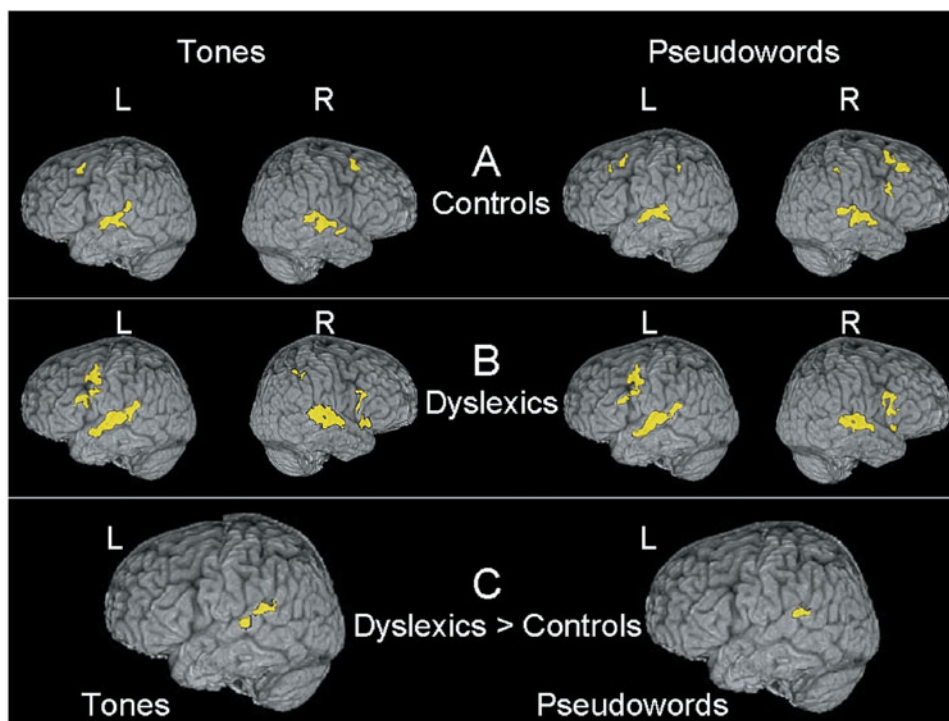 Tones
Pseudowords
L
R
L
R
A
Controls
L
R
L
R
B
Dyslexics
L
L
C
Dyslexics > Controls
Tones
Pseudowords